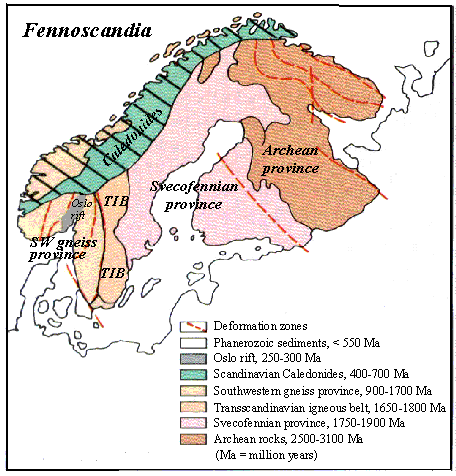 Fennoscandia
Caledonides
Archean
province
Svecofennian
province
Oslo
rift
TIB
SW gneiss
province
TIB
Deformation zones
Phanerozoic sediments, < 550 Ma
Oslo rift, 250-300 Ma
Scandinavian Caledonides, 400-700 Ma
Southwestern gneiss province, 900-1700 Ma
Transscandinavian igneous belt, 1650-1800 Ma
Svecofennian province, 1750-1900 Ma
Archean rocks, 2500-3100 Ma
(Ma = million years)